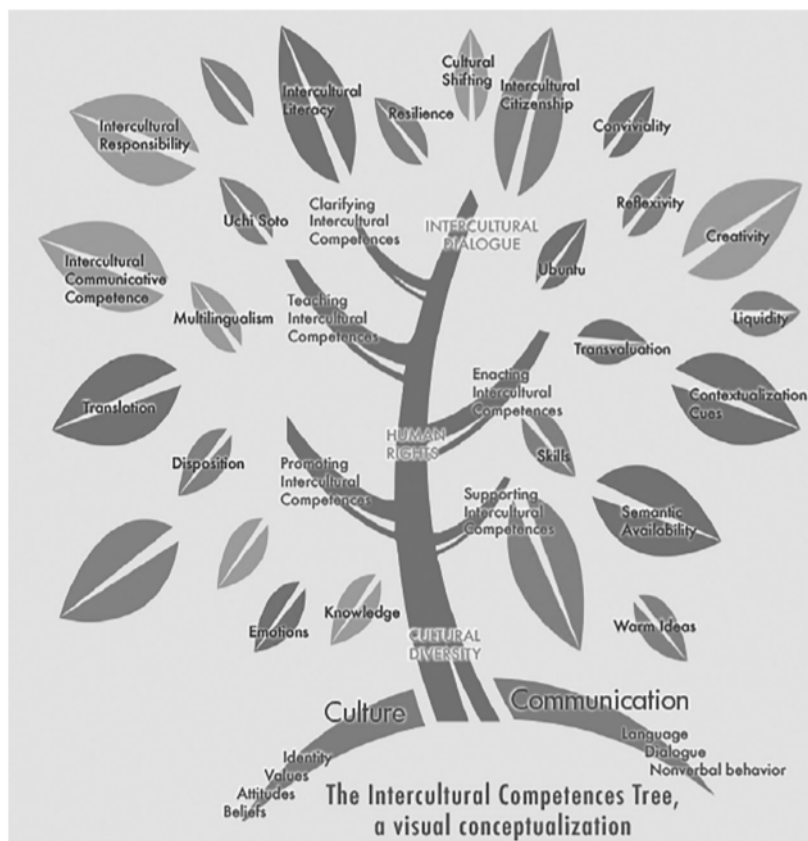 Cultural
Shifting
Intercultural
Literacy
Resilience
Intercultural
Citizenship
Conviviality
Intercultural
Responsibility
Uchi Soto
Clarifying
Intercultural
Competences
INTERCULTURAL
DIALOGUE
Reflexivity
Creativity
Ubuntu
Intercultural
Communicative
Competence
Multilingualism
Teaching
Intercultural
Competences
Liquidity
Transvaluation
Enacting
Intercultural
Competences
Contextualization
Cues
Translation
HUMAN
RIGHTS
Disposition
Promoting
Intercultural
Competences
Skills
Supporting
Intercultural
Competences
Semantic
Availability
Emotions
Knowledge
CULTURAL
DIVERSITY
Warm Ideas
Culture
Communication
Identity
Values
Attitudes
Beliefs
Language
Dialogue
Nonverbal behavior
The Intercultural Competences Tree,
a visual conceptualization